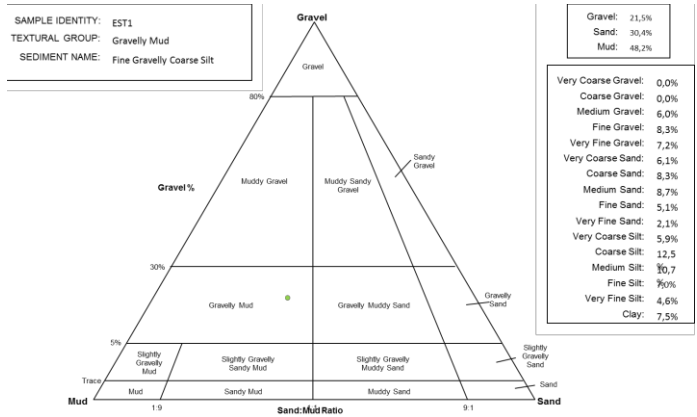 SAMPLE IDENTITY: EST1
TEXTURAL GROUP: Gravelly Mud
SEDIMENT NAME: Fine Gravelly Coarse Silt
Gravel
Gravel: 21,5%
Sand: 30,4%
Mud: 48,2%
Gravel
80%
Sandy
Gravel
Gravel %
Muddy Gravel
Muddy Sandy
Gravel
30%
Gravelly Mud
Gravelly Muddy Sand
Gravelly
Sand
5%
Slightly
Gravelly
Mud
Slightly Gravelly
Sandy Mud
Slightly Gravelly
Muddy Sand
Slightly
Gravelly
Sand
Trace
Mud
Sandy Mud
Muddy Sand
Sand
Mud
Sand
1:9
9:1
Sand:Mud Ratio
Very Coarse Gravel: 0,0%
Coarse Gravel: 0,0%
Medium Gravel: 6,0%
Fine Gravel: 8,3%
Very Fine Gravel: 7,2%
Very Coarse Sand: 6,1%
Coarse Sand: 8,3%
Medium Sand: 8,7%
Fine Sand: 5,1%
Very Fine Sand: 2,1%
Very Coarse Silt: 5,9%
Coarse Silt: 12,5
%
Medium Silt: 10,7
%
Fine Silt: 7,0%
Very Fine Silt: 4,6%
Clay: 7,5%